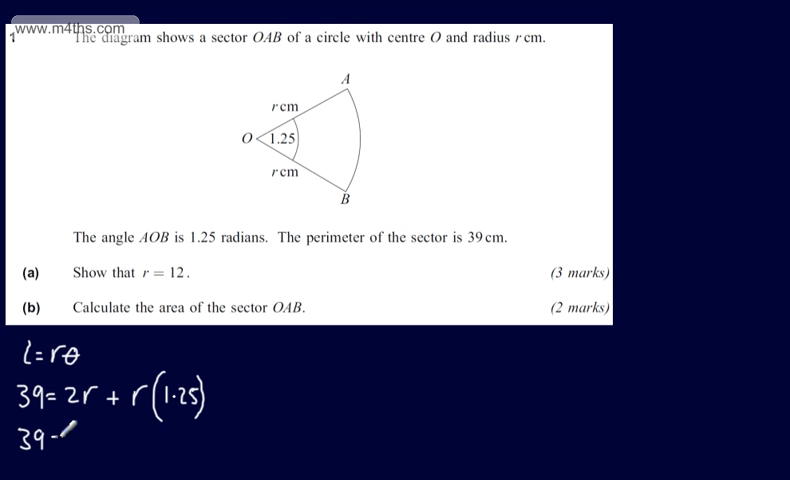 www.m4ths.com
1 The diagram shows a sector OAB of a circle with centre O and radius r cm.
A
r cm
O 1.25
r cm
B
The angle AOB is 1.25 radians. The perimeter of the sector is 39 cm.
(a) Show that r = 12. (3 marks)
(b) Calculate the area of the sector OAB. (2 marks)
l = rθ
39 = 2r + r(1.25)
39